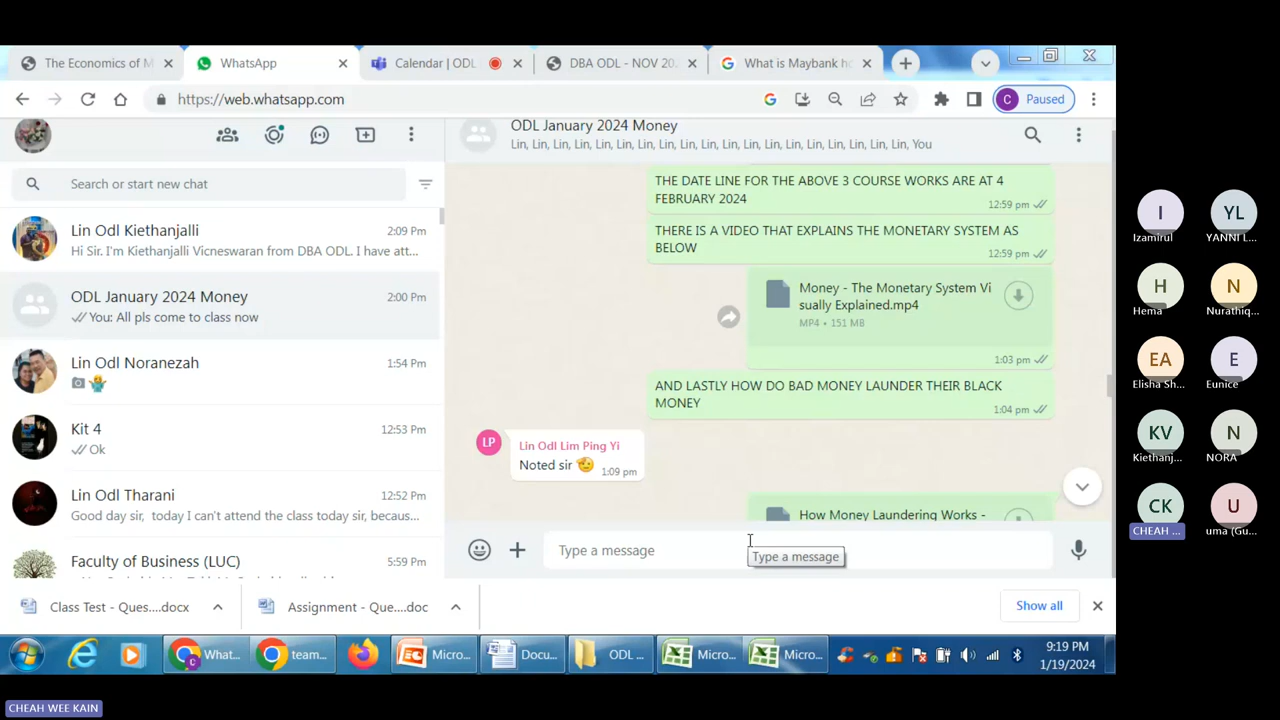 The Economics of M
WhatsApp
Calendar | ODL
DBA ODL - NOV 20
What is Maybank h
https://web.whatsapp.com
C
Paused
ODL January 2024 Money
Lin, Lin, Lin, Lin, Lin, Lin, Lin, Lin, Lin, Lin, Lin, Lin, Lin, Lin, Lin, Lin, Lin, Lin, Lin, You
Search or start new chat
Lin Odl Kiethanjalli
2:09 Pm
Hi Sir. I'm Kiethanjalli Vicneswaran from DBA ODL. I have att...
ODL January 2024 Money
2:00 Pm
You: All pls come to class now
Lin Odl Noranezah
1:54 Pm
Kit 4
12:53 Pm
Ok
Lin Odl Tharani
12:52 Pm
Good day sir, today I can't attend the class today sir, becaus...
Faculty of Business (LUC)
5:59 Pm
THE DATE LINE FOR THE ABOVE 3 COURSE WORKS ARE AT 4
FEBRUARY 2024
12:59 pm
THERE IS A VIDEO THAT EXPLAINS THE MONETARY SYSTEM AS
BELOW
12:59 pm
Money - The Monetary System Vi
sually Explained.mp4
MP4 • 151 MB
1:03 pm
AND LASTLY HOW DO BAD MONEY LAUNDER THEIR BLACK
MONEY
1:04 pm
LP
Lin Odl Lim Ping Yi
Noted sir
1:09 pm
How Money Laundering Works -
Type a message
Type a message
Class Test - Ques....docx
Assignment - Que....doc
Show all
What...
team...
Micro...
Docu...
ODL ...
Micro...
Micro...
9:19 PM
1/19/2024
I
Izamirul
YL
YANNI L...
H
Hema
N
Nurathiq...
EA
Elisha Sh...
E
Eunice
KV
Kiethanj...
N
NORA
CK
CHEAH ...
U
uma (Gu...
CHEAH WEE KAIN